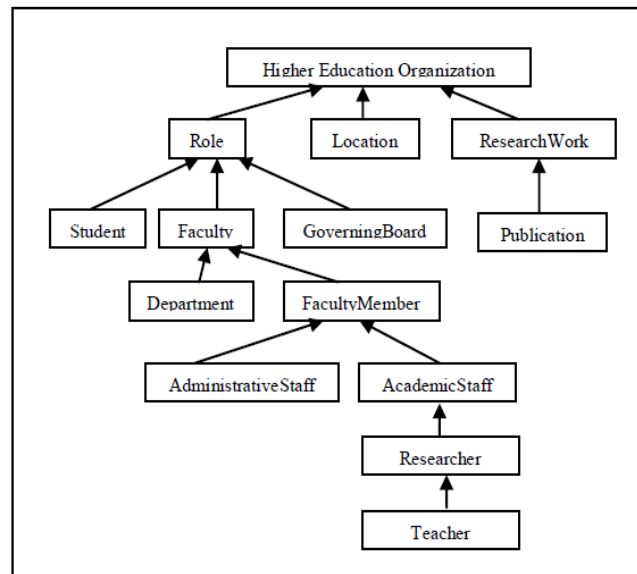 Higher Education Organization
Role
Location
ResearchWork
Student
Faculty
GoverningBoard
Publication
Department
FacultyMember
AdministrativeStaff
AcademicStaff
Researcher
Teacher